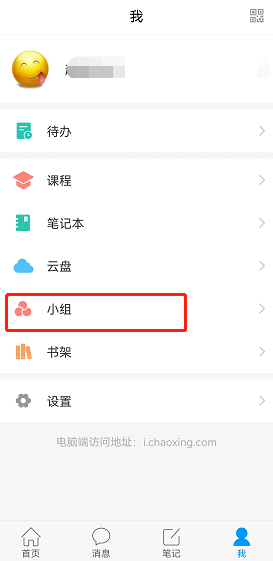 我
待办
课程
笔记本
云盘
小组
书架
设置
电脑端访问地址：i.chaoxing.com
首页
消息
笔记
我